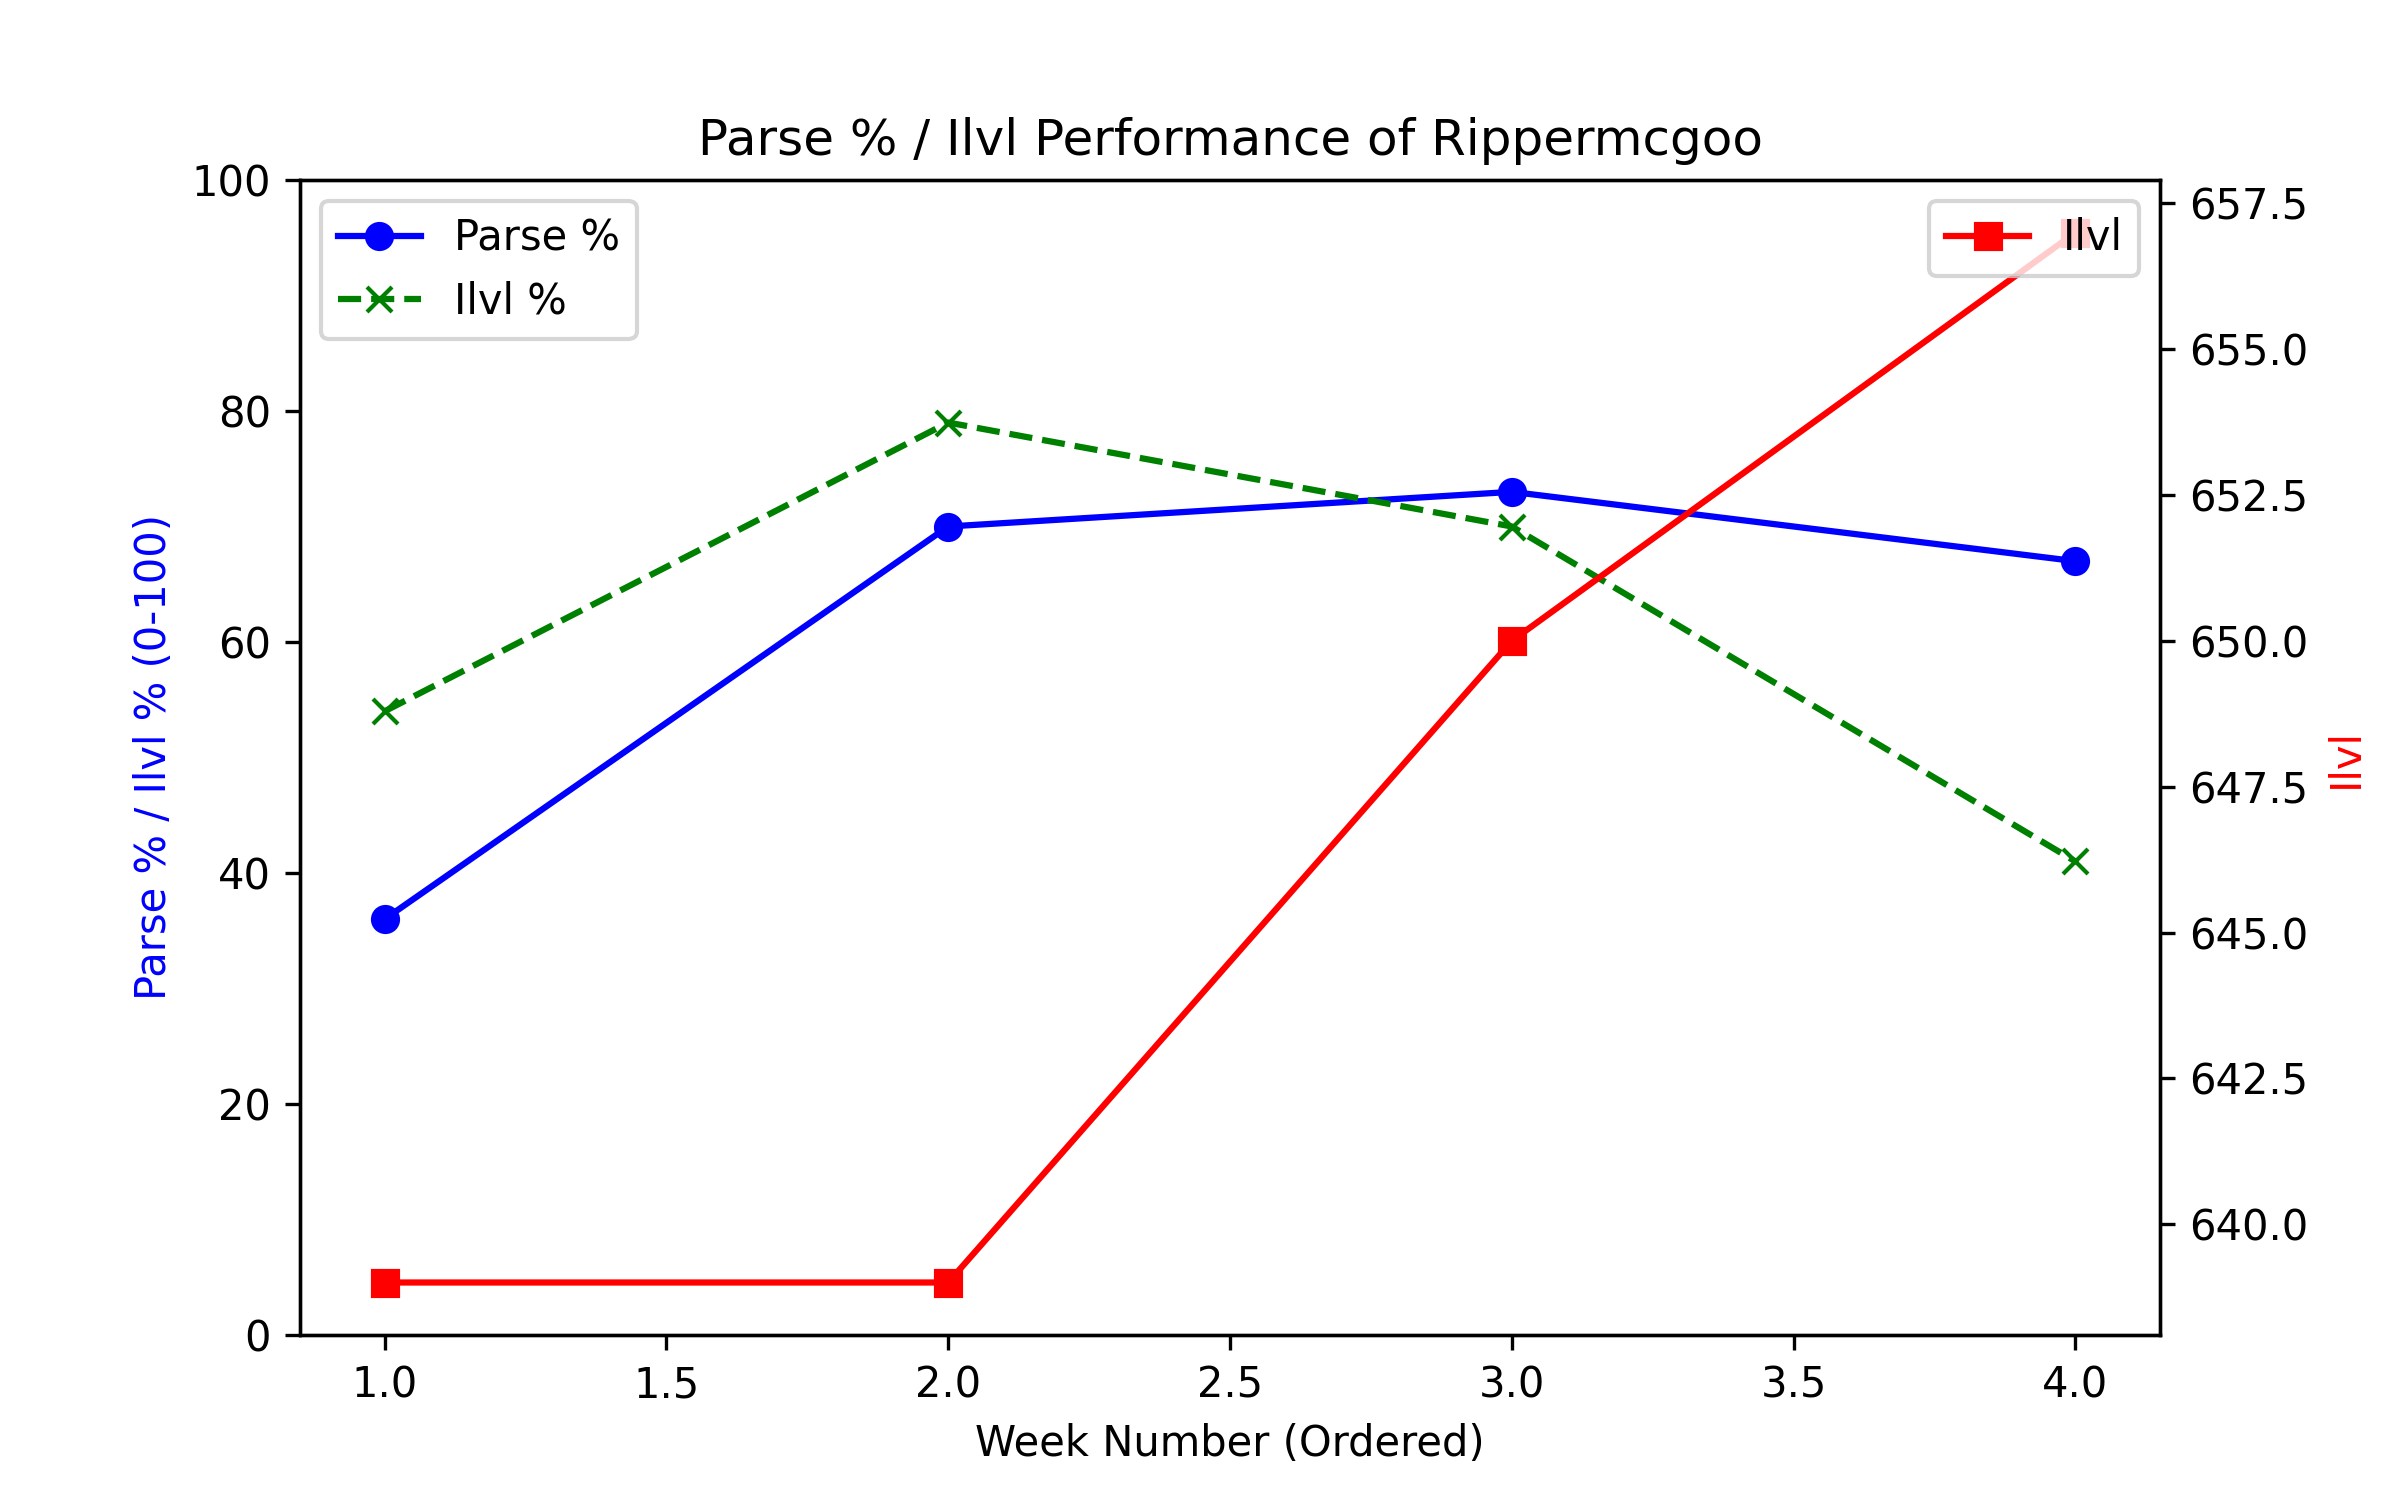 Parse % / Ilvl Performance of Rippermcgoo
Parse %
Ilvl %
Ilvl
Parse % / Ilvl % (0-100)
100
80
60
40
20
0
657.5
655.0
652.5
650.0
647.5
645.0
642.5
640.0
Ilvl
1.0 1.5 2.0 2.5 3.0 3.5 4.0
Week Number (Ordered)